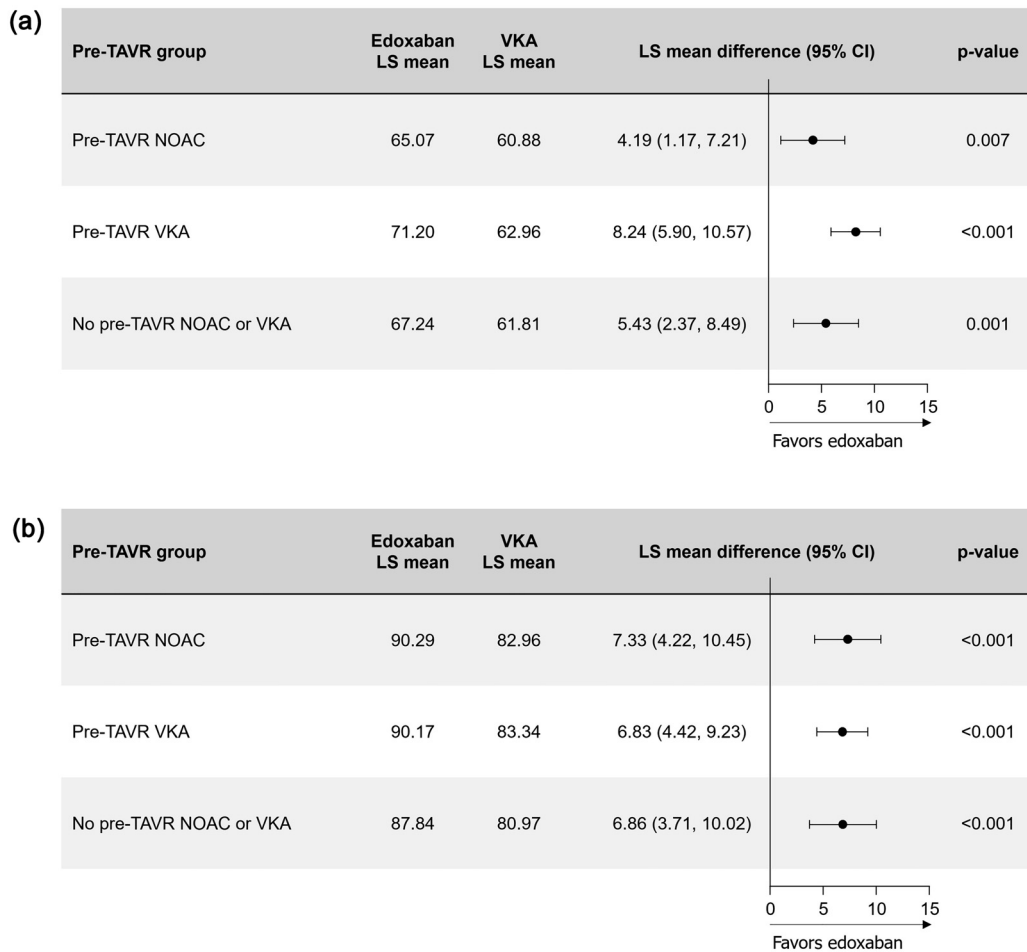 (a)
Pre-TAVR group Edoxaban LS mean VKA LS mean LS mean difference (95% CI) p-value
Pre-TAVR NOAC 65.07 60.88 4.19 (1.17, 7.21) 0.007
Pre-TAVR VKA 71.20 62.96 8.24 (5.90, 10.57) <0.001
No pre-TAVR NOAC or VKA 67.24 61.81 5.43 (2.37, 8.49) 0.001
0 5 10 15
Favors edoxaban
(b)
Pre-TAVR group Edoxaban LS mean VKA LS mean LS mean difference (95% CI) p-value
Pre-TAVR NOAC 90.29 82.96 7.33 (4.22, 10.45) <0.001
Pre-TAVR VKA 90.17 83.34 6.83 (4.42, 9.23) <0.001
No pre-TAVR NOAC or VKA 87.84 80.97 6.86 (3.71, 10.02) <0.001
0 5 10 15
Favors edoxaban